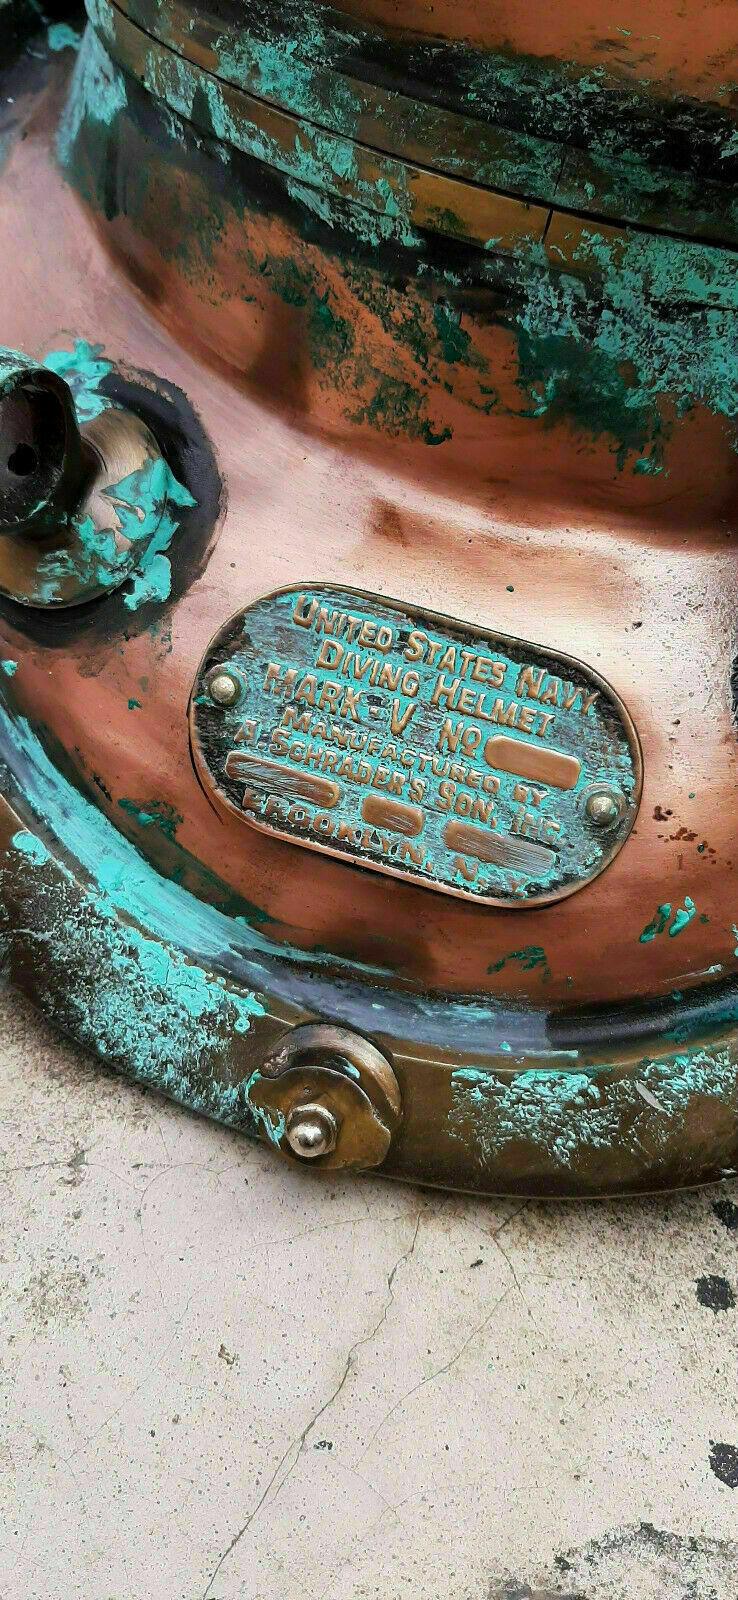 UNITED STATES NAVY
DIVING HELMET
MARK-V NO
MANUFACTURED BY
A. SCHRADER'S SON, INC.
BROOKLYN, N. Y.